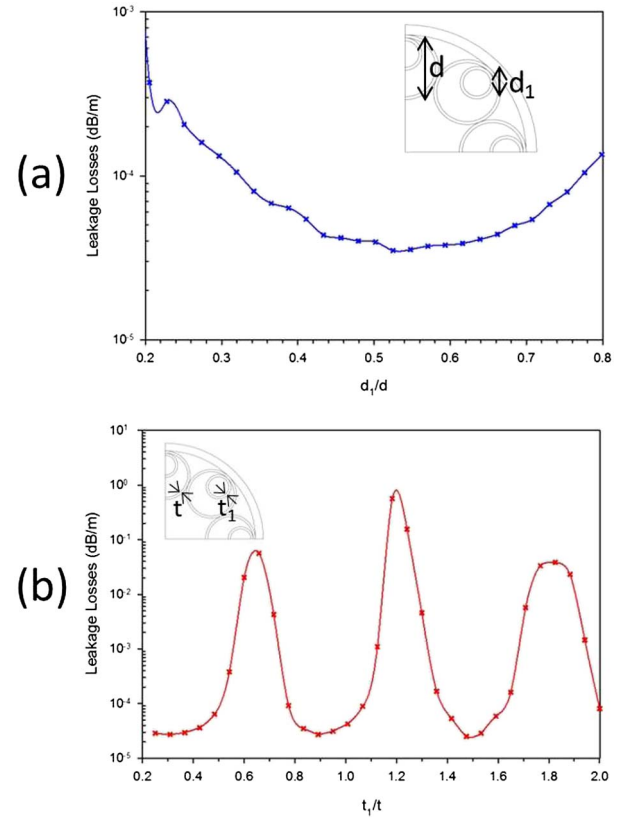 (a)
Leakage Losses (dB/m)
10⁻³
10⁻⁴
10⁻⁵
d
d₁
0.2 0.3 0.4 0.5 0.6 0.7 0.8
d₁/d
(b)
Leakage Losses (dB/m)
10¹
10⁰
10⁻¹
10⁻²
10⁻³
10⁻⁴
10⁻⁵
t
t₁
0.2 0.4 0.6 0.8 1.0 1.2 1.4 1.6 1.8 2.0
t₁/t